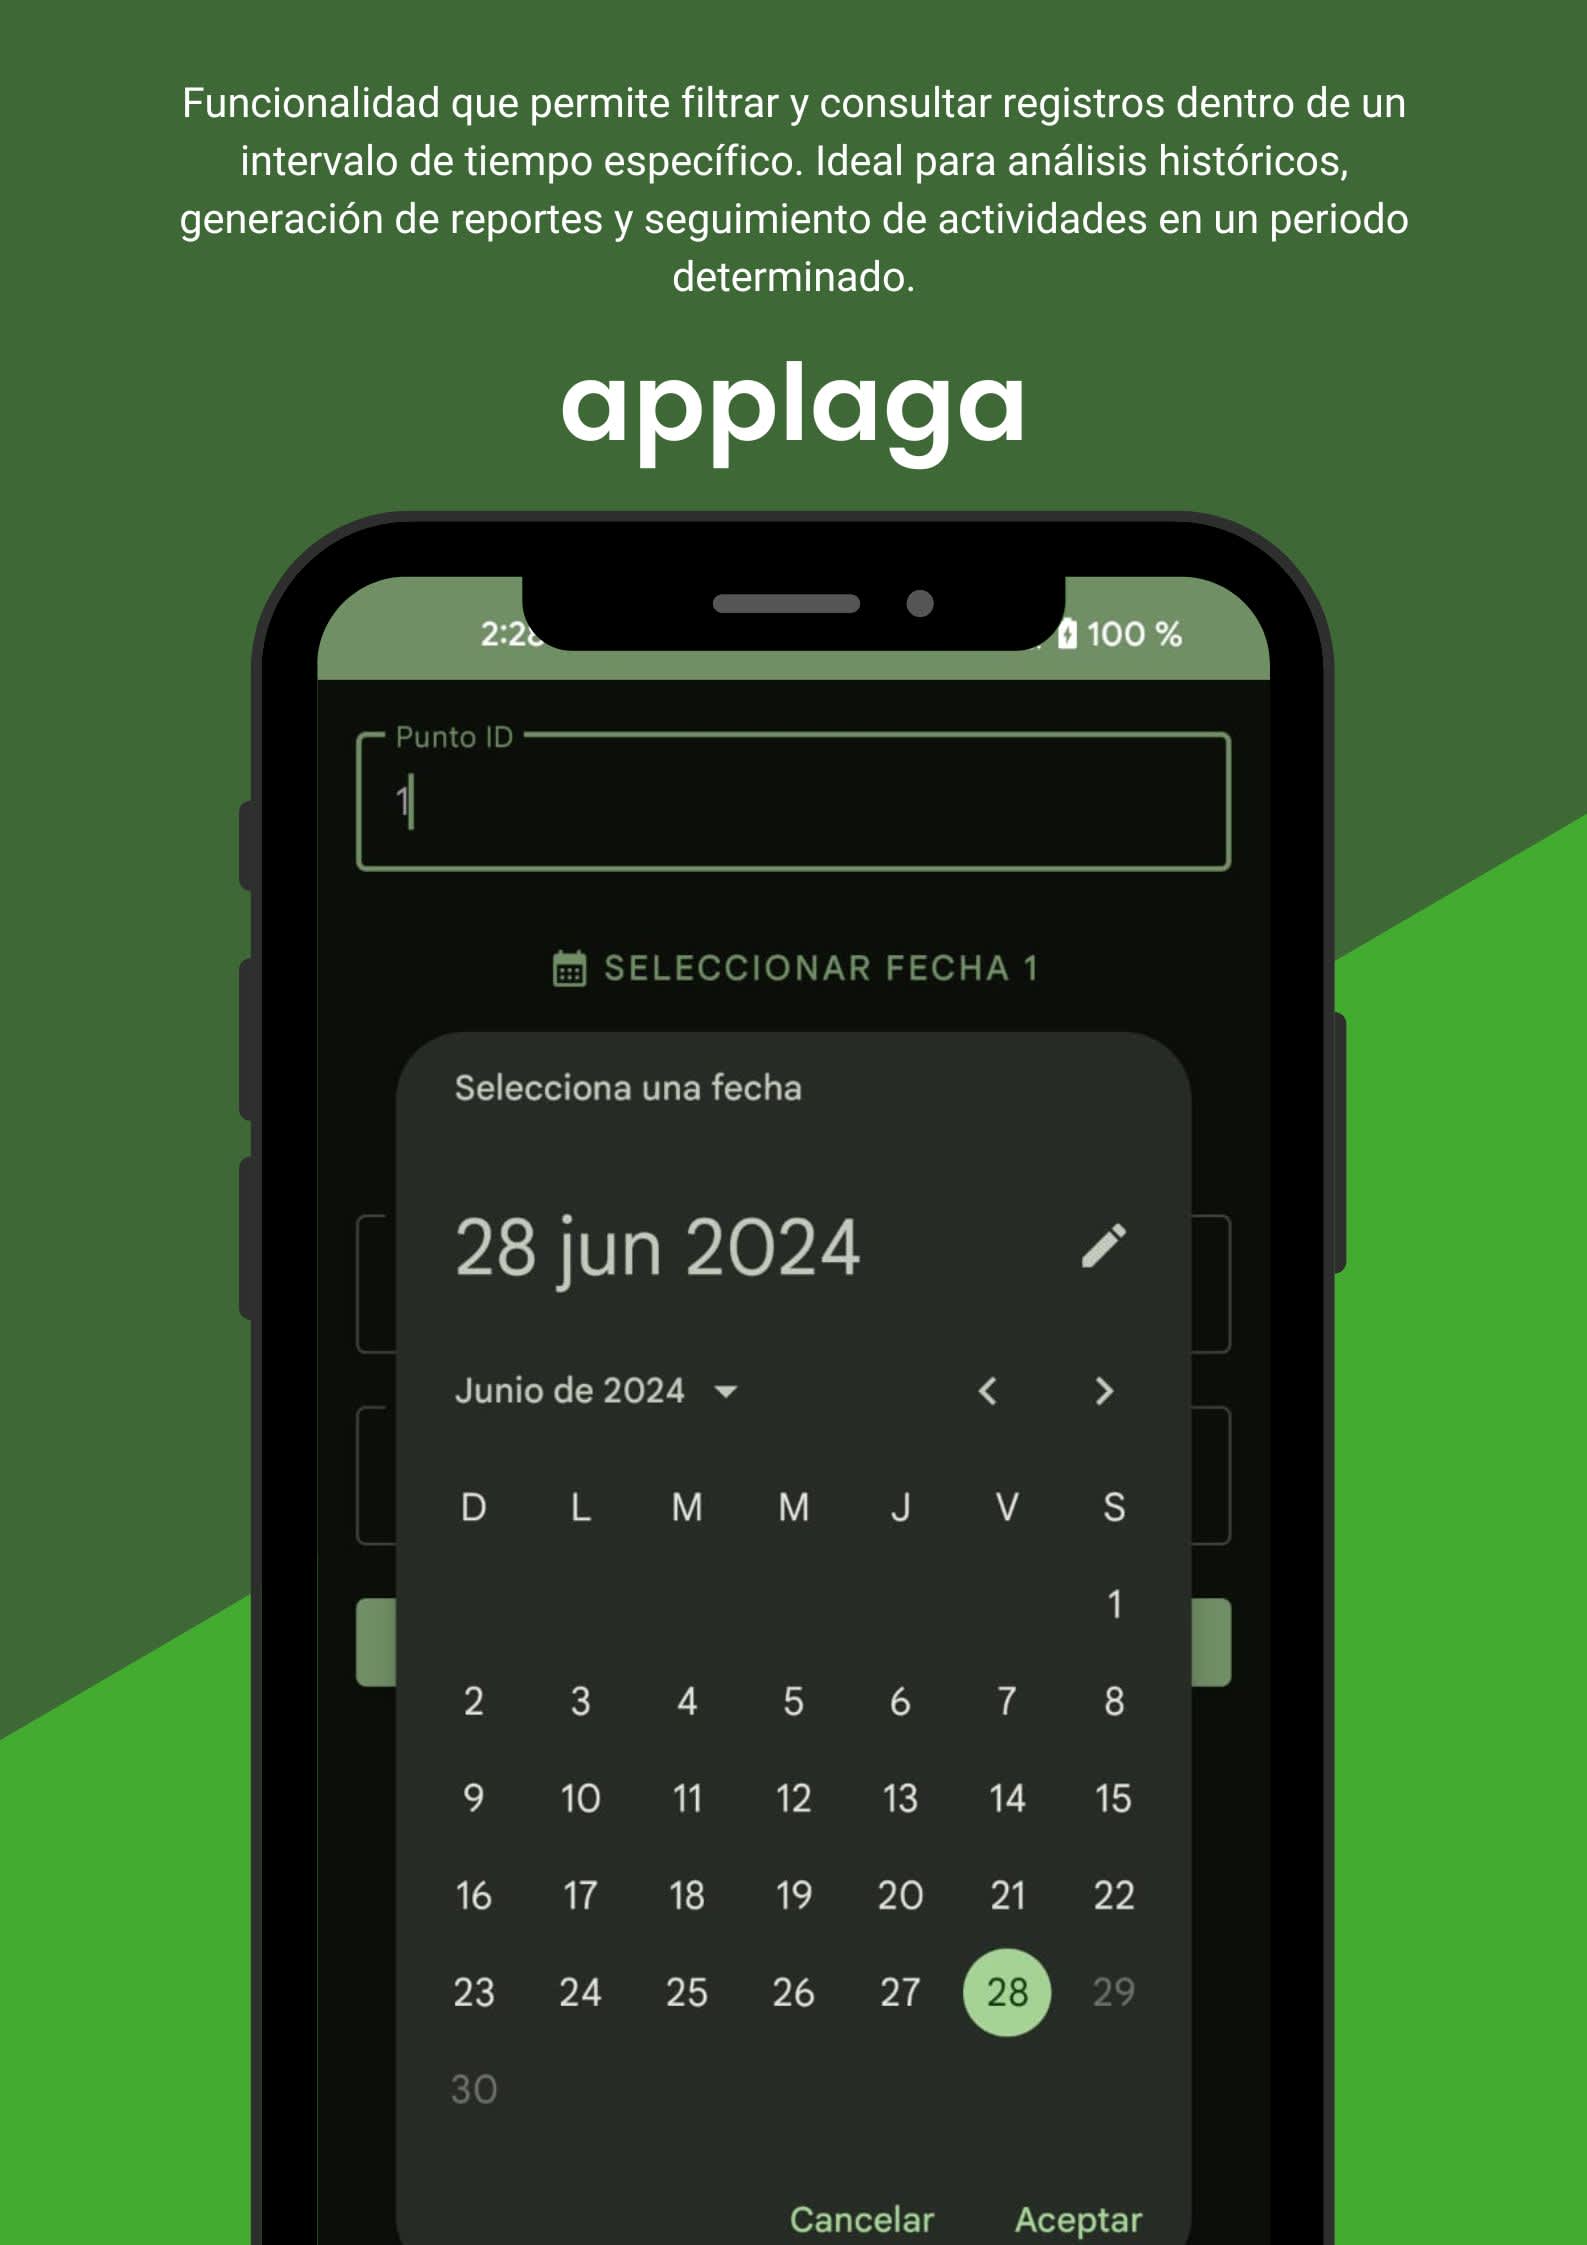 Funcionalidad que permite filtrar y consultar registros dentro de un
intervalo de tiempo específico. Ideal para análisis históricos,
generación de reportes y seguimiento de actividades en un periodo
determinado.
applaga
100 %
Punto ID
1
SELECCIONAR FECHA 1
Selecciona una fecha
28 jun 2024
Junio de 2024
D L M M J V S
1
2 3 4 5 6 7 8
9 10 11 12 13 14 15
16 17 18 19 20 21 22
23 24 25 26 27 28 29
30
Cancelar Aceptar